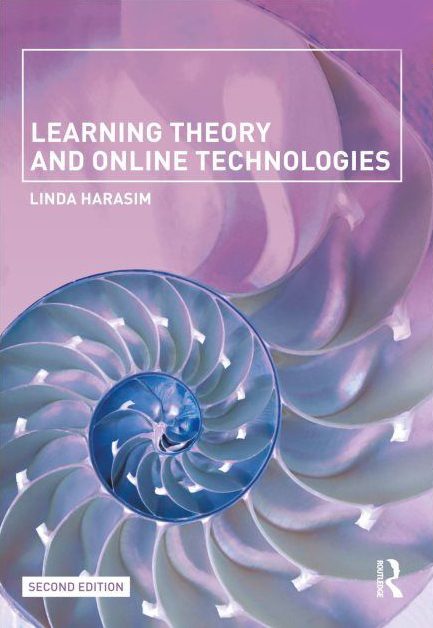 LEARNING THEORY
AND ONLINE TECHNOLOGIES
LINDA HARASIM
SECOND EDITION
ROUTLEDGE